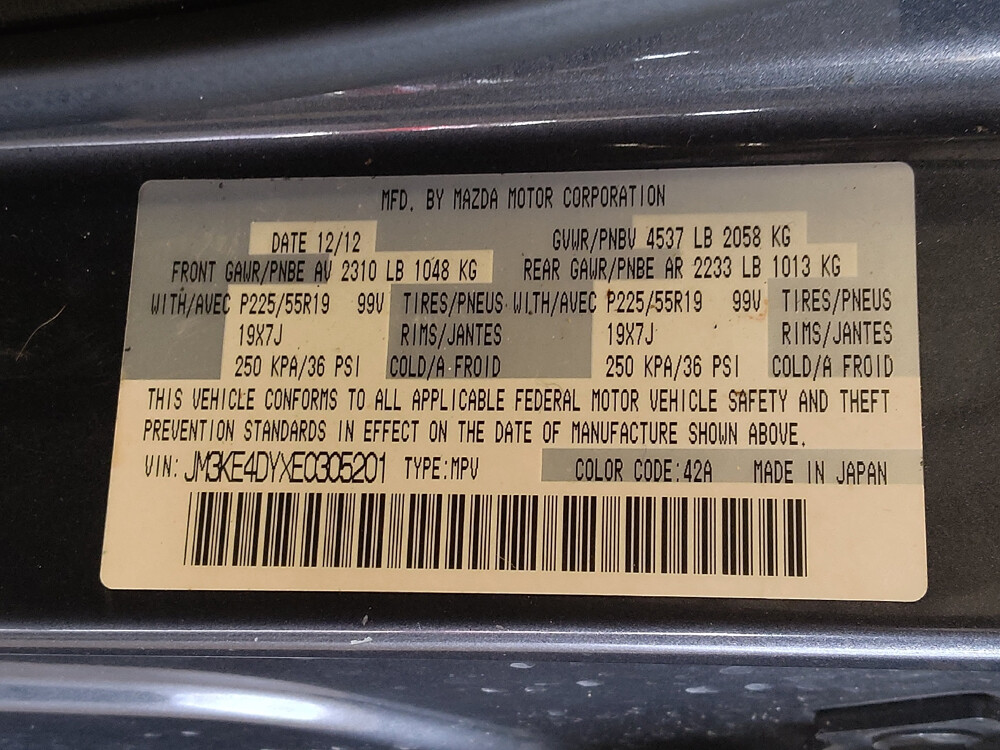 MFD. BY MAZDA MOTOR CORPORATION
DATE 12/12 GVWR/PNBV 4537 LB 2058 KG
FRONT GAWR/PNBE AV 2310 LB 1048 KG REAR GAWR/PNBE AR 2233 LB 1013 KG
WITH/AVEC P225/55R19 99V TIRES/PNEUS WITH/AVEC P225/55R19 99V TIRES/PNEUS
19X7J RIMS/JANTES 19X7J RIMS/JANTES
250 KPA/36 PSI COLD/A FROID 250 KPA/36 PSI COLD/A FROID
THIS VEHICLE CONFORMS TO ALL APPLICABLE FEDERAL MOTOR VEHICLE SAFETY AND THEFT
PREVENTION STANDARDS IN EFFECT ON THE DATE OF MANUFACTURE SHOWN ABOVE.
VIN: JM3KE4DYXE0305201 TYPE:MPV COLOR CODE:42A MADE IN JAPAN